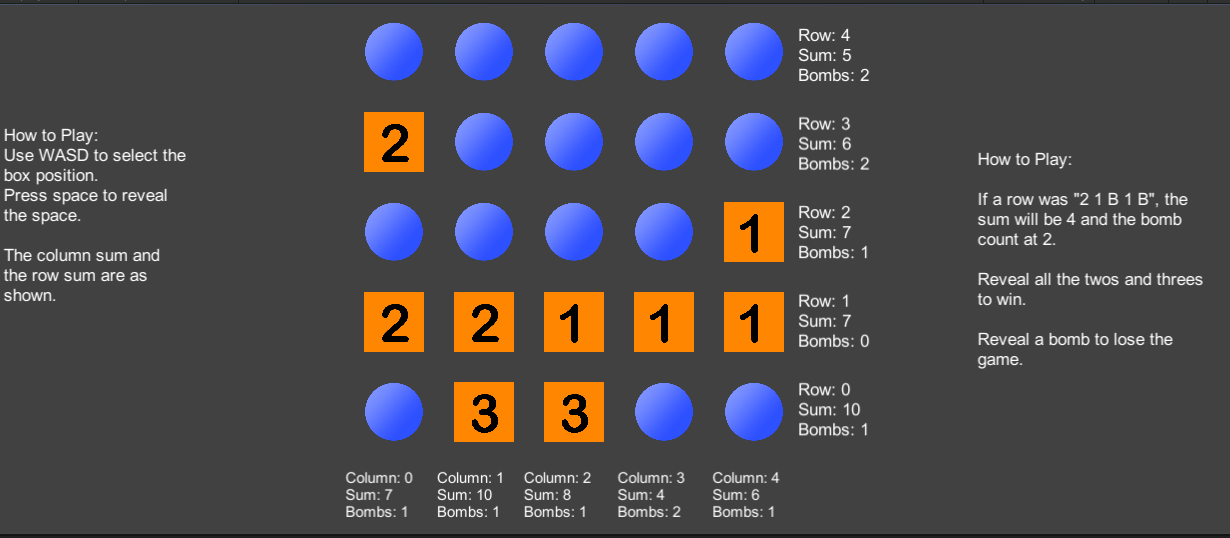 Row: 4
Sum: 5
Bombs: 2
How to Play:
Use WASD to select the
box position.
Press space to reveal
the space.
The column sum and
the row sum are as
shown.
2
Row: 3
Sum: 6
Bombs: 2
1
Row: 2
Sum: 7
Bombs: 1
2 2 1 1 1
Row: 1
Sum: 7
Bombs: 0
3 3
Row: 0
Sum: 10
Bombs: 1
Column: 0
Sum: 7
Bombs: 1
Column: 1
Sum: 10
Bombs: 1
Column: 2
Sum: 8
Bombs: 1
Column: 3
Sum: 4
Bombs: 2
Column: 4
Sum: 6
Bombs: 1
How to Play:
If a row was "2 1 B 1 B", the
sum will be 4 and the bomb
count at 2.
Reveal all the twos and threes
to win.
Reveal a bomb to lose the
game.